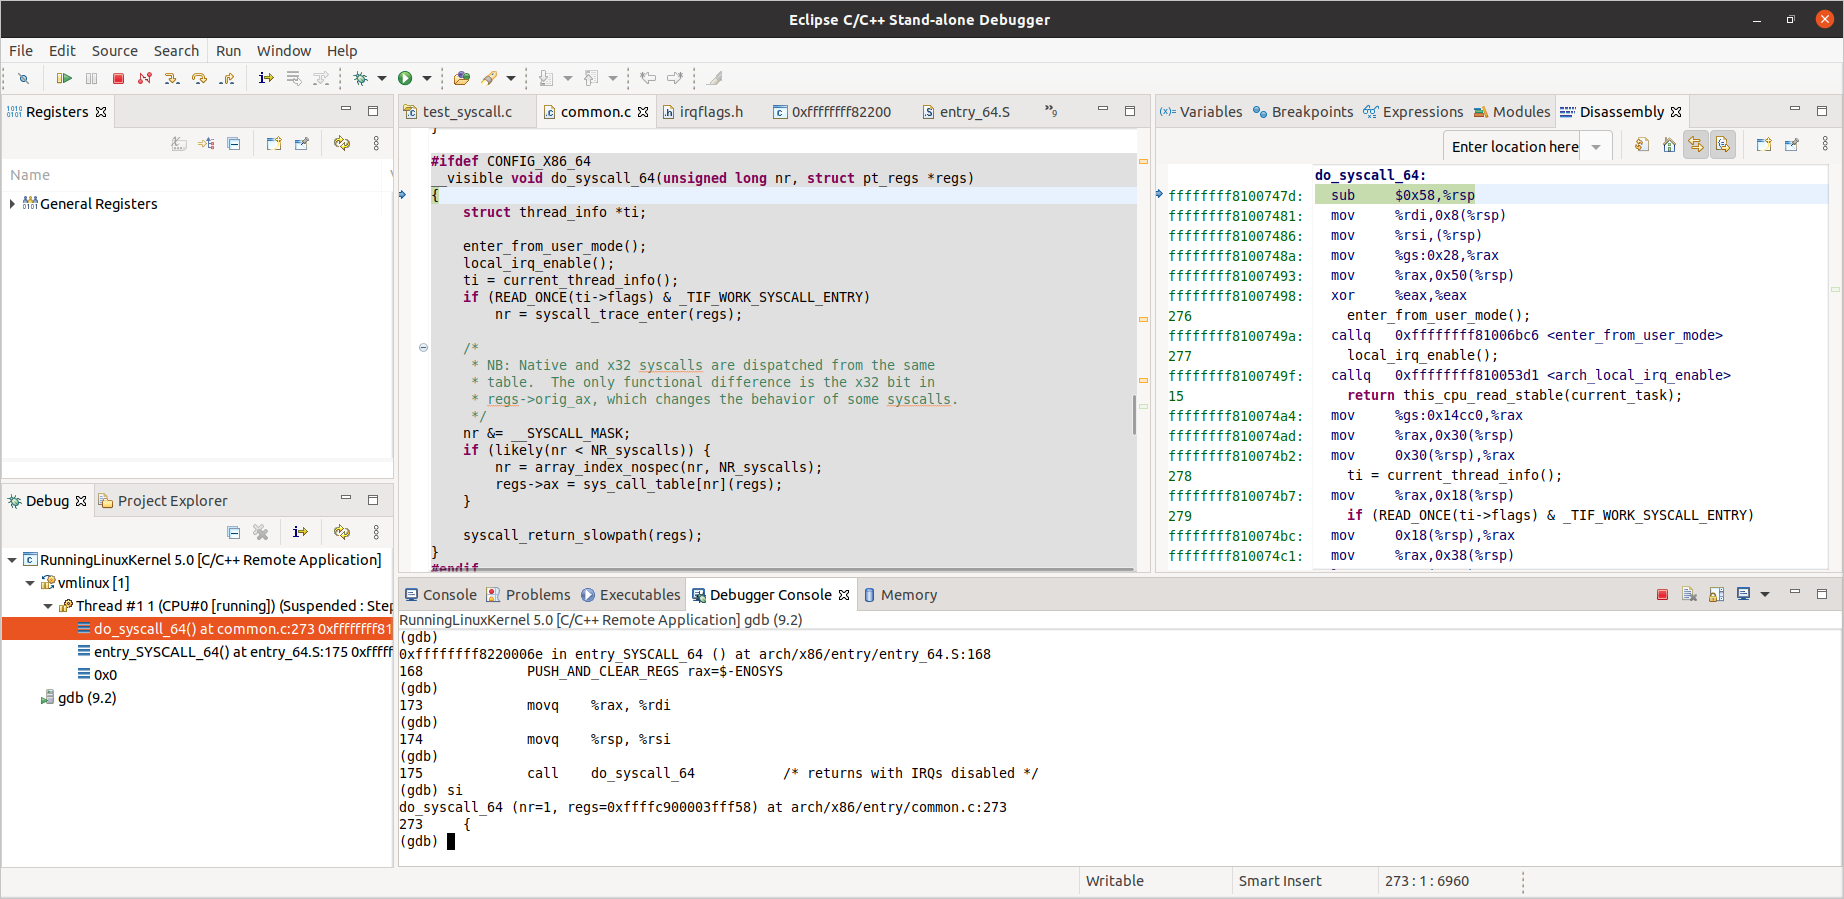 Eclipse C/C++ Stand-alone Debugger
File Edit Source Search Run Window Help
Registers
Name
General Registers
Debug Project Explorer
RunningLinuxKernel 5.0 [C/C++ Remote Application]
vmlinux [1]
Thread #1 1 (CPU#0 [running]) (Suspended : Step
do_syscall_64() at common.c:273 0xffffffff81
entry_SYSCALL_64() at entry_64.S:175 0xfffff
0x0
gdb (9.2)
test_syscall.c common.c irqflags.h 0xffffffff82200 entry_64.S »9
}
#ifdef CONFIG_X86_64
__visible void do_syscall_64(unsigned long nr, struct pt_regs *regs)
{
struct thread_info *ti;
enter_from_user_mode();
local_irq_enable();
ti = current_thread_info();
if (READ_ONCE(ti->flags) & _TIF_WORK_SYSCALL_ENTRY)
nr = syscall_trace_enter(regs);
/*
* NB: Native and x32 syscalls are dispatched from the same
* table.  The only functional difference is the x32 bit in
* regs->orig_ax, which changes the behavior of some syscalls.
*/
nr &= __SYSCALL_MASK;
if (likely(nr < NR_syscalls)) {
nr = array_index_nospec(nr, NR_syscalls);
regs->ax = sys_call_table[nr](regs);
}
syscall_return_slowpath(regs);
}
#endif
Variables Breakpoints Expressions Modules Disassembly
Enter location here
do_syscall_64:
ffffffff8100747d: sub $0x58,%rsp
ffffffff81007481: mov %rdi,0x8(%rsp)
ffffffff81007486: mov %rsi,(%rsp)
ffffffff8100748a: mov %gs:0x28,%rax
ffffffff81007493: mov %rax,0x50(%rsp)
ffffffff81007498: xor %eax,%eax
276 enter_from_user_mode();
ffffffff8100749a: callq 0xffffffff81006bc6 <enter_from_user_mode>
277 local_irq_enable();
ffffffff8100749f: callq 0xffffffff810053d1 <arch_local_irq_enable>
15 return this_cpu_read_stable(current_task);
ffffffff810074a4: mov %gs:0x14cc0,%rax
ffffffff810074ad: mov %rax,0x30(%rsp)
ffffffff810074b2: mov 0x30(%rsp),%rax
278 ti = current_thread_info();
ffffffff810074b7: mov %rax,0x18(%rsp)
279 if (READ_ONCE(ti->flags) & _TIF_WORK_SYSCALL_ENTRY)
ffffffff810074bc: mov 0x18(%rsp),%rax
ffffffff810074c1: mov %rax,0x38(%rsp)
Console Problems Executables Debugger Console Memory
RunningLinuxKernel 5.0 [C/C++ Remote Application] gdb (9.2)
(gdb)
0xffffffff8220006e in entry_SYSCALL_64 () at arch/x86/entry/entry_64.S:168
168 PUSH_AND_CLEAR_REGS rax=$-ENOSYS
(gdb)
173 movq %rax, %rdi
(gdb)
174 movq %rsp, %rsi
(gdb)
175 call do_syscall_64 /* returns with IRQs disabled */
(gdb) si
do_syscall_64 (nr=1, regs=0xffffc900003fff58) at arch/x86/entry/common.c:273
273 {
(gdb)
Writable Smart Insert 273 : 1 : 6960